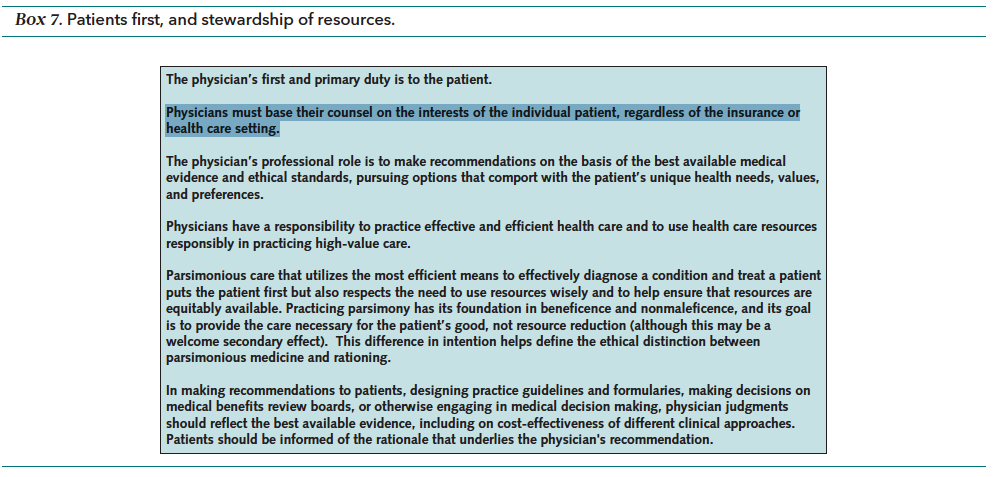 Box 7. Patients first, and stewardship of resources.
The physician's first and primary duty is to the patient.
Physicians must base their counsel on the interests of the individual patient, regardless of the insurance or
health care setting.
The physician's professional role is to make recommendations on the basis of the best available medical
evidence and ethical standards, pursuing options that comport with the patient's unique health needs, values,
and preferences.
Physicians have a responsibility to practice effective and efficient health care and to use health care resources
responsibly in practicing high-value care.
Parsimonious care that utilizes the most efficient means to effectively diagnose a condition and treat a patient
puts the patient first but also respects the need to use resources wisely and to help ensure that resources are
equitably available. Practicing parsimony has its foundation in beneficence and nonmaleficence, and its goal
is to provide the care necessary for the patient's good, not resource reduction (although this may be a
welcome secondary effect). This difference in intention helps define the ethical distinction between
parsimonious medicine and rationing.
In making recommendations to patients, designing practice guidelines and formularies, making decisions on
medical benefits review boards, or otherwise engaging in medical decision making, physician judgments
should reflect the best available evidence, including on cost-effectiveness of different clinical approaches.
Patients should be informed of the rationale that underlies the physician's recommendation.